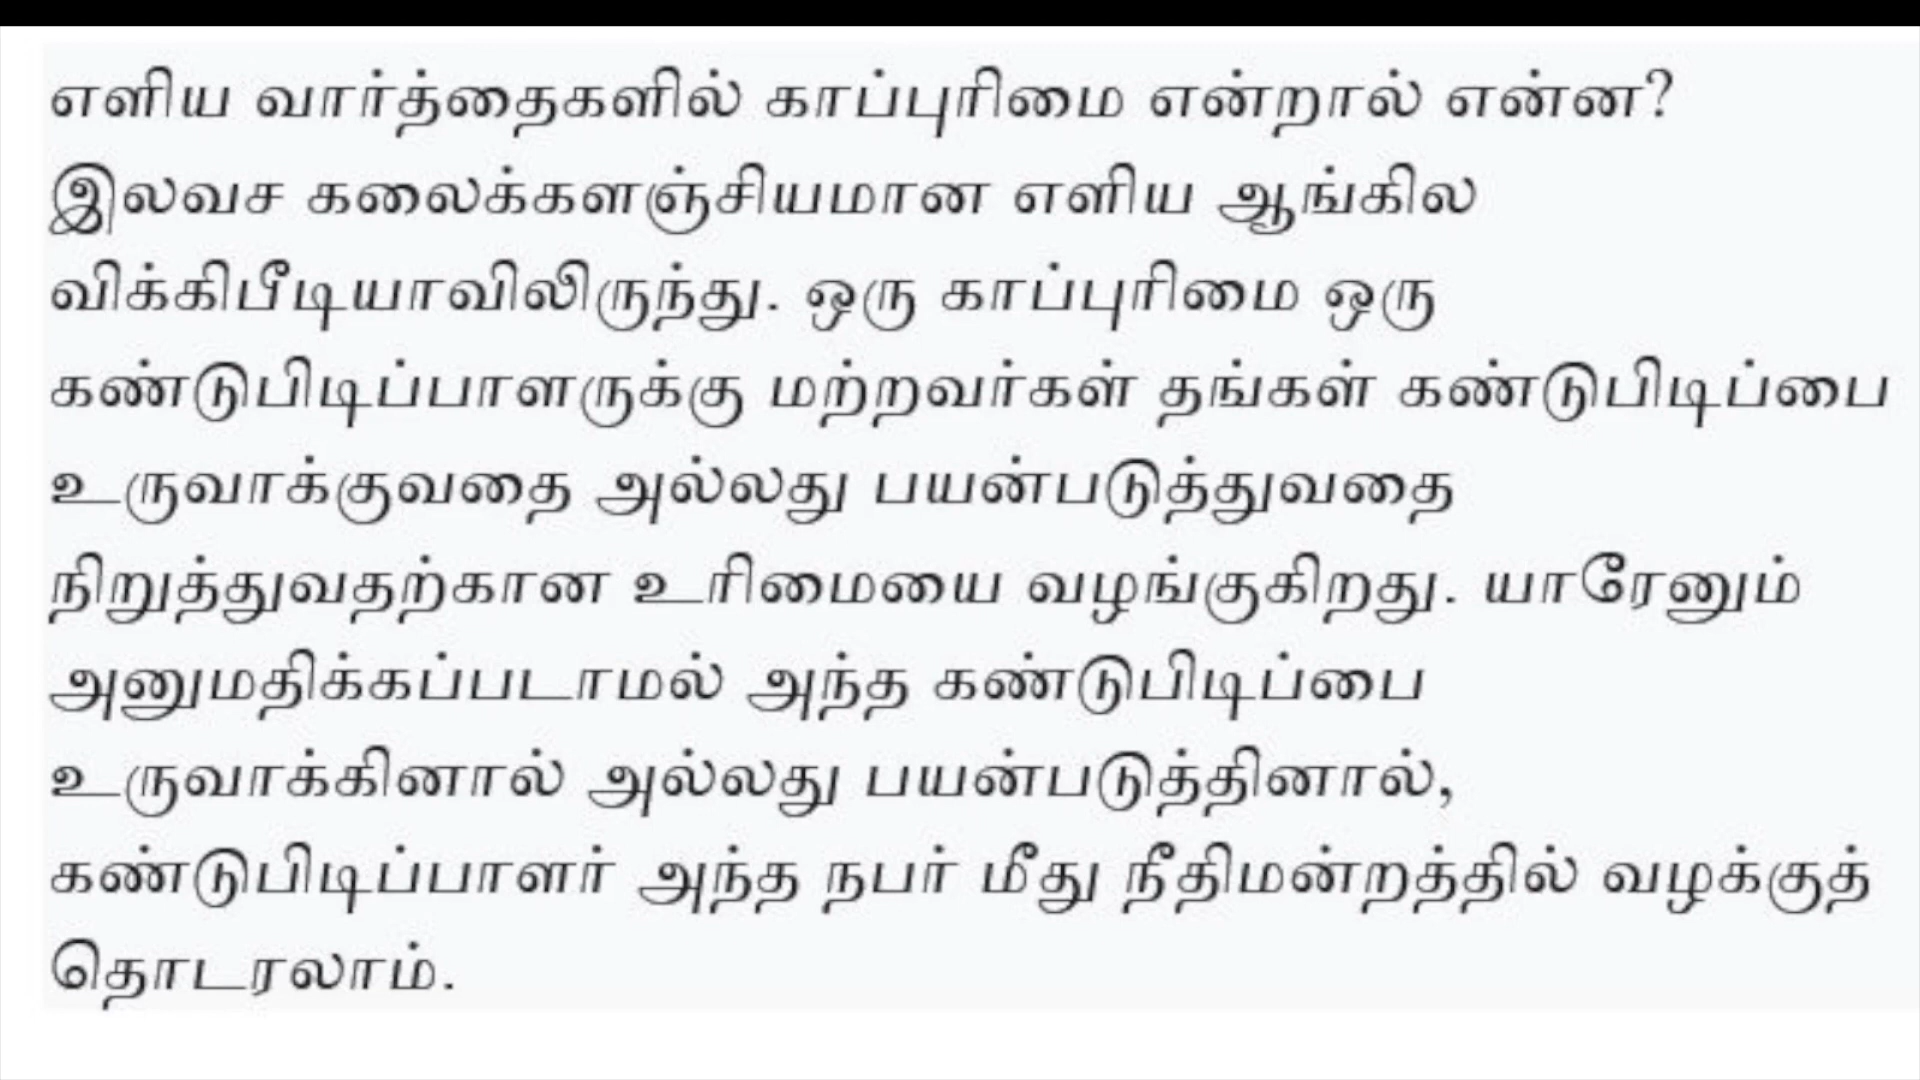 எளிய வார்த்தைகளில் காப்புரிமை என்றால் என்ன?
இலவச கலைக்களஞ்சியமான எளிய ஆங்கில
விக்கிபீடியாவிலிருந்து. ஒரு காப்புரிமை ஒரு
கண்டுபிடிப்பாளருக்கு மற்றவர்கள் தங்கள் கண்டுபிடிப்பை
உருவாக்குவதை அல்லது பயன்படுத்துவதை
நிறுத்துவதற்கான உரிமையை வழங்குகிறது. யாரேனும்
அனுமதிக்கப்படாமல் அந்த கண்டுபிடிப்பை
உருவாக்கினால் அல்லது பயன்படுத்தினால்,
கண்டுபிடிப்பாளர் அந்த நபர் மீது நீதிமன்றத்தில் வழக்குத்
தொடரலாம்.